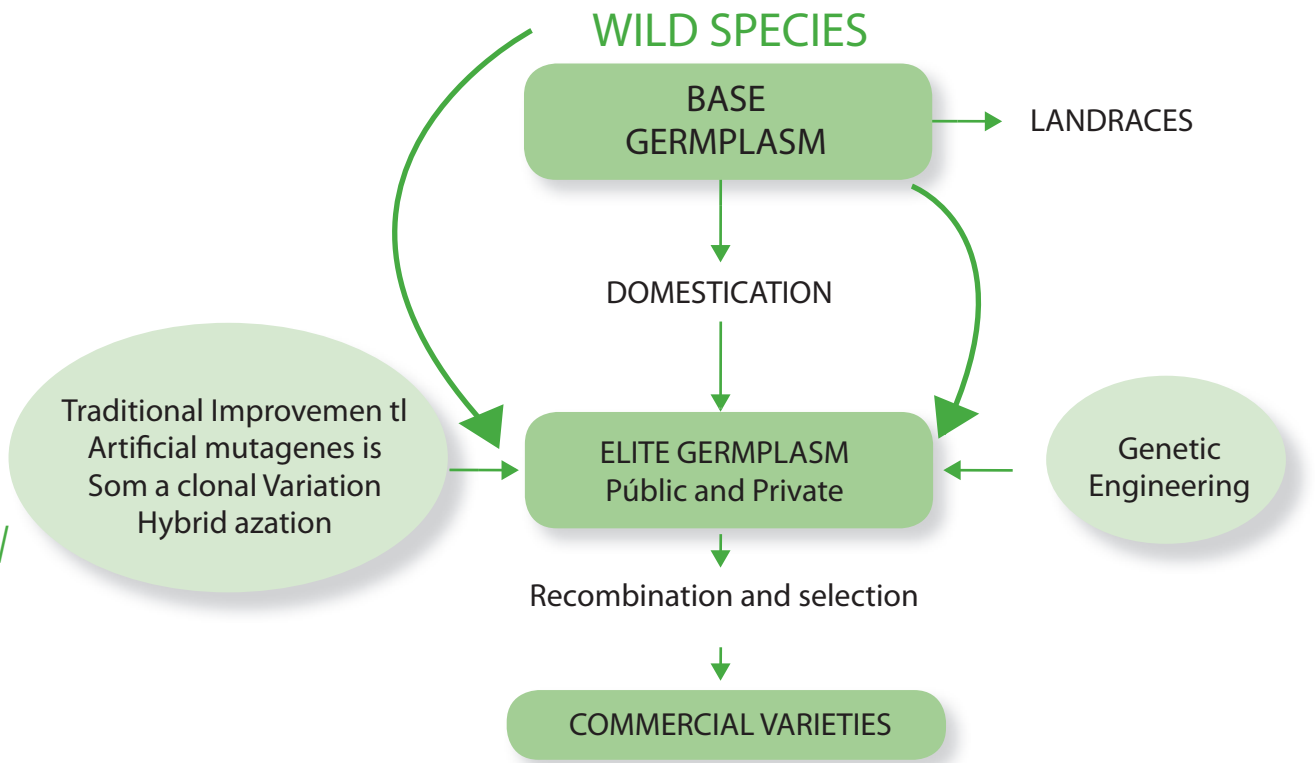 WILD SPECIES
BASE
GERMPLASM
LANDRACES
DOMESTICATION
Traditional Improvemen tl
Artificial mutagenes is
Som a clonal Variation
Hybrid azation
ELITE GERMPLASM
Públic and Private
Genetic
Engineering
Recombination and selection
COMMERCIAL VARIETIES